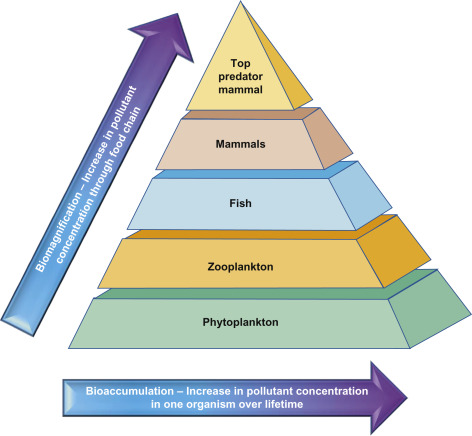 Top
predator
mammal
Mammals
Fish
Zooplankton
Phytoplankton
Biomagnification – Increase in pollutant
concentration through food chain
Bioaccumulation – Increase in pollutant concentration
in one organism over lifetime